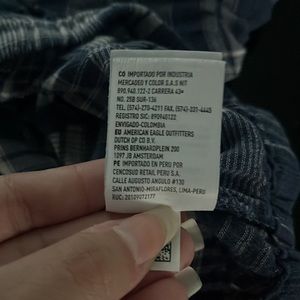 CO IMPORTADO POR INDUSTRIA
MERCADEO Y COLOR S.A.S NIT
890.940.122-2 CARRERA 43ª
NO. 25B SUR-136
TEL. (574)-270-4211 FAX. (574)-331-4445
REGISTRO SIC: 890940122
ENVIGADO-COLOMBIA
EU AMERICAN EAGLE OUTFITTERS
DUTCH OP CO B.V.
PRINS BERNHARDPLEIN 200
1097 JB AMSTERDAM
PE IMPORTADO EN PERU POR
CENCOSUD RETAIL PERU S.A.
CALLE AUGUSTO ANGULO #130
SAN ANTONIO-MIRAFLORES, LIMA-PERU
RUC: 20109072177